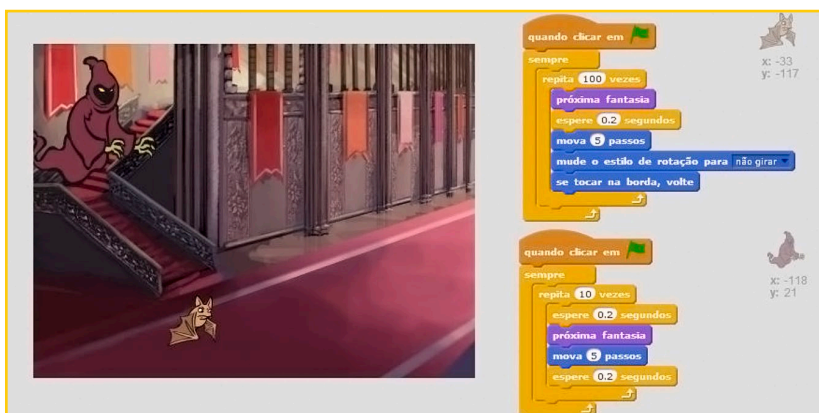 quando clicar em
sempre
repita 100 vezes
próxima fantasia
espere 0.2 segundos
mova 5 passos
mude o estilo de rotação para não girar
se tocar na borda, volte
x: -33
y: -117
quando clicar em
sempre
repita 10 vezes
espere 0.2 segundos
próxima fantasia
mova 5 passos
espere 0.2 segundos
x: -118
y: 21